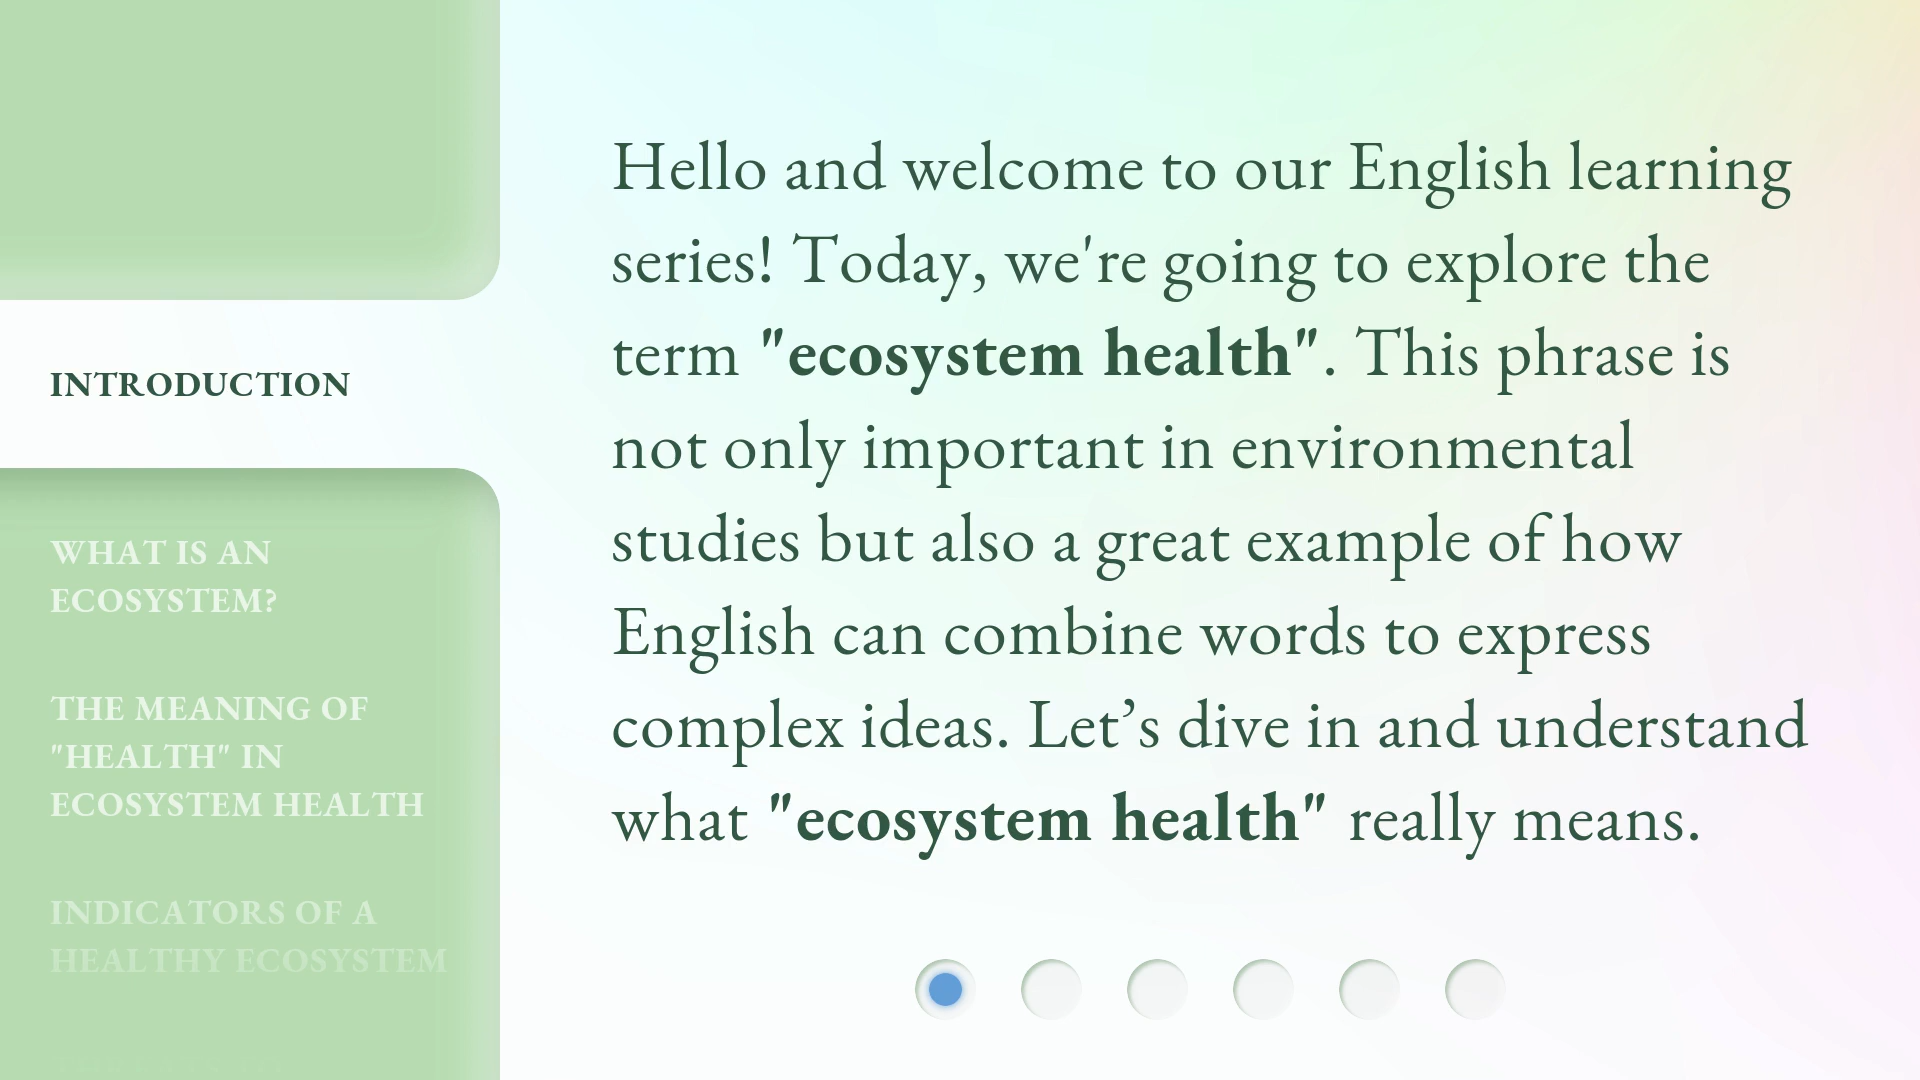 INTRODUCTION
WHAT IS AN
ECOSYSTEM?
THE MEANING OF
"HEALTH" IN
ECOSYSTEM HEALTH
INDICATORS OF A
HEALTHY ECOSYSTEM
Hello and welcome to our English learning
series! Today, we're going to explore the
term "ecosystem health". This phrase is
not only important in environmental
studies but also a great example of how
English can combine words to express
complex ideas. Let’s dive in and understand
what "ecosystem health" really means.